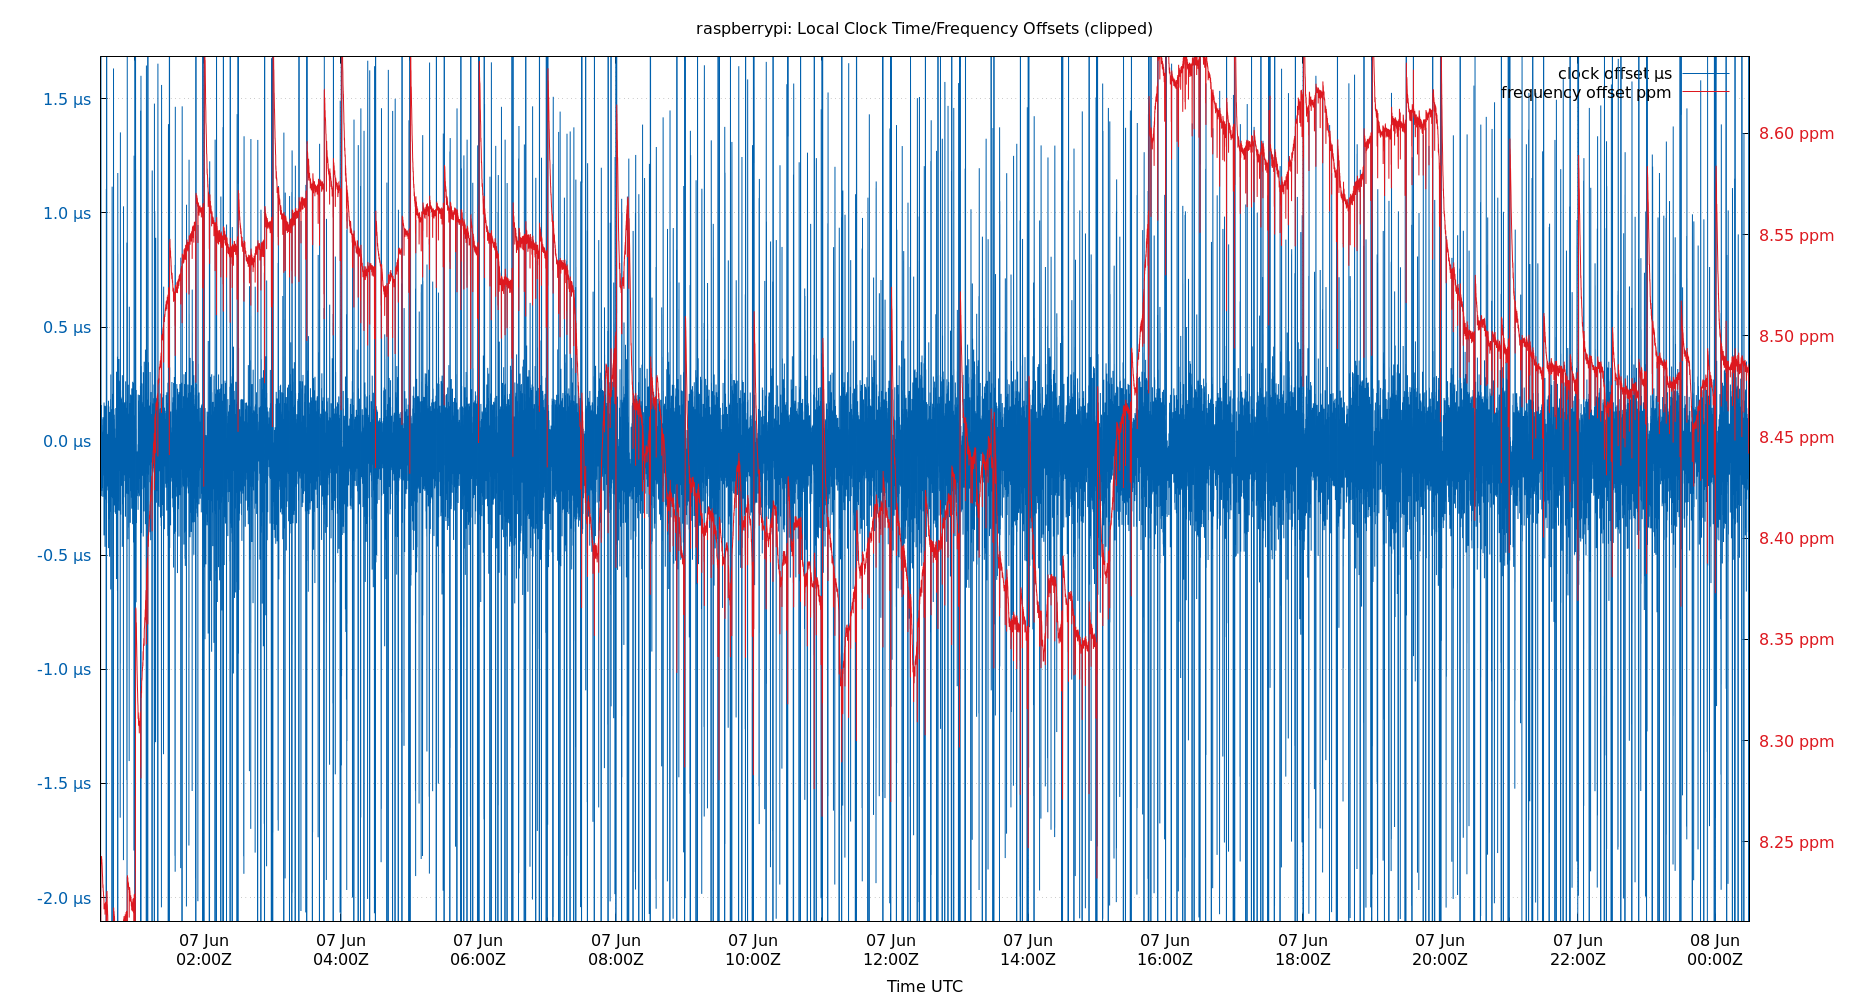 raspberrypi: Local Clock Time/Frequency Offsets (clipped)
clock offset µs
frequency offset ppm
1.5 µs
1.0 µs
0.5 µs
0.0 µs
-0.5 µs
-1.0 µs
-1.5 µs
-2.0 µs
8.60 ppm
8.55 ppm
8.50 ppm
8.45 ppm
8.40 ppm
8.35 ppm
8.30 ppm
8.25 ppm
07 Jun 07 Jun 07 Jun 07 Jun 07 Jun 07 Jun 07 Jun 07 Jun 07 Jun 07 Jun 07 Jun 08 Jun
02:00Z 04:00Z 06:00Z 08:00Z 10:00Z 12:00Z 14:00Z 16:00Z 18:00Z 20:00Z 22:00Z 00:00Z
Time UTC